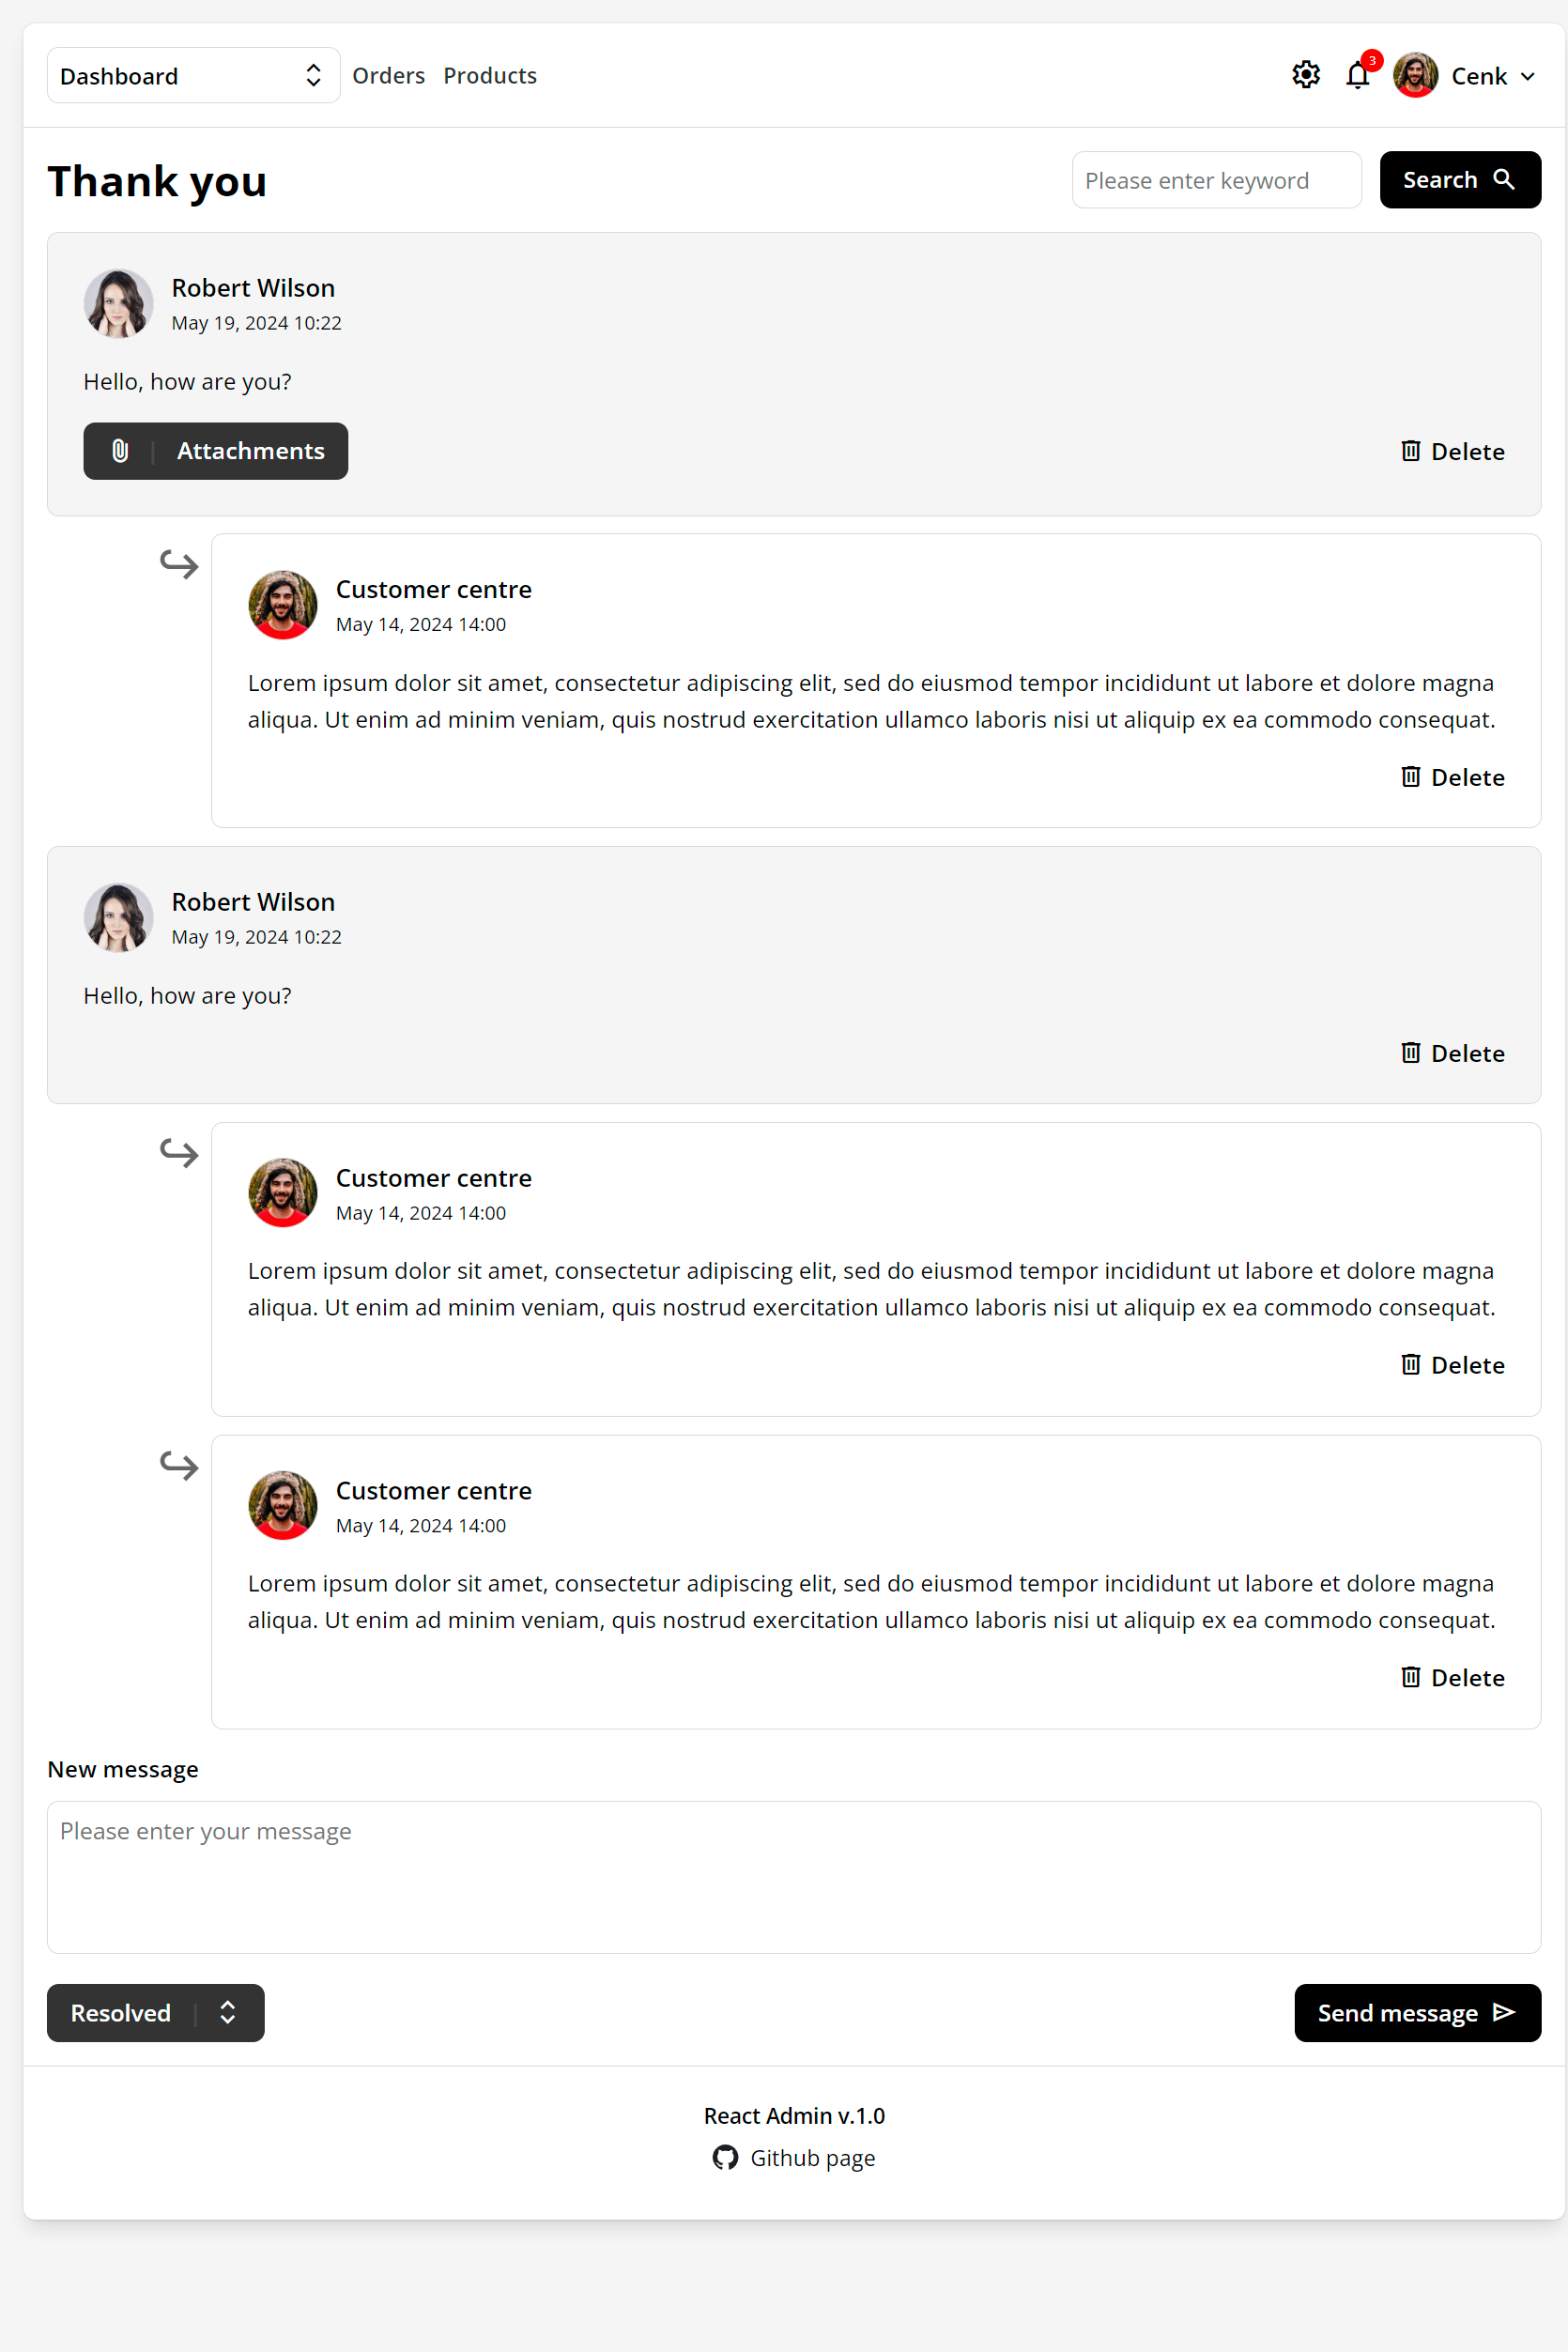 Dashboard
Orders
Products
3
Cenk
Thank you
Please enter keyword
Search
Robert Wilson
May 19, 2024 10:22
Hello, how are you?
Attachments
Delete
Customer centre
May 14, 2024 14:00
Lorem ipsum dolor sit amet, consectetur adipiscing elit, sed do eiusmod tempor incididunt ut labore et dolore magna
aliqua. Ut enim ad minim veniam, quis nostrud exercitation ullamco laboris nisi ut aliquip ex ea commodo consequat.
Delete
Robert Wilson
May 19, 2024 10:22
Hello, how are you?
Delete
Customer centre
May 14, 2024 14:00
Lorem ipsum dolor sit amet, consectetur adipiscing elit, sed do eiusmod tempor incididunt ut labore et dolore magna
aliqua. Ut enim ad minim veniam, quis nostrud exercitation ullamco laboris nisi ut aliquip ex ea commodo consequat.
Delete
Customer centre
May 14, 2024 14:00
Lorem ipsum dolor sit amet, consectetur adipiscing elit, sed do eiusmod tempor incididunt ut labore et dolore magna
aliqua. Ut enim ad minim veniam, quis nostrud exercitation ullamco laboris nisi ut aliquip ex ea commodo consequat.
Delete
New message
Please enter your message
Resolved
Send message
React Admin v.1.0
Github page